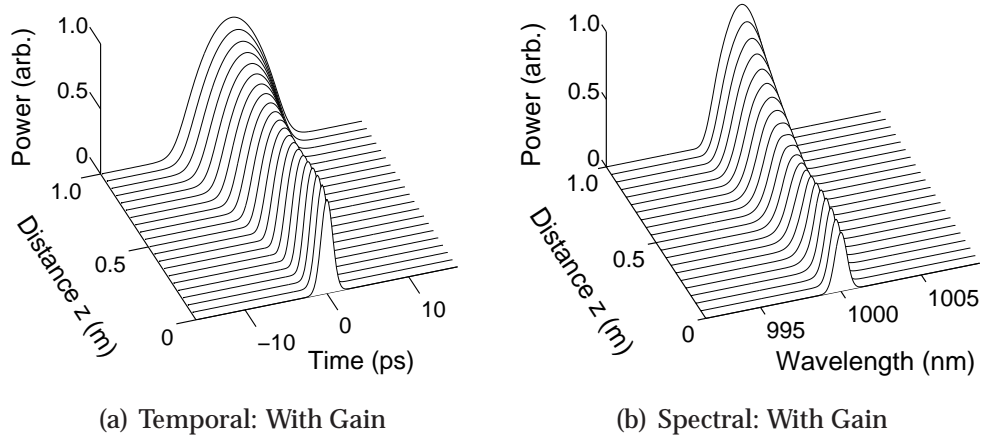 1.0
0.5
0
Power (arb.)
1.0
0.5
0
Distance z (m)
−10
0
10
Time (ps)
(a) Temporal: With Gain
1.0
0.5
0
Power (arb.)
1.0
0.5
0
Distance z (m)
995
1000
1005
Wavelength (nm)
(b) Spectral: With Gain